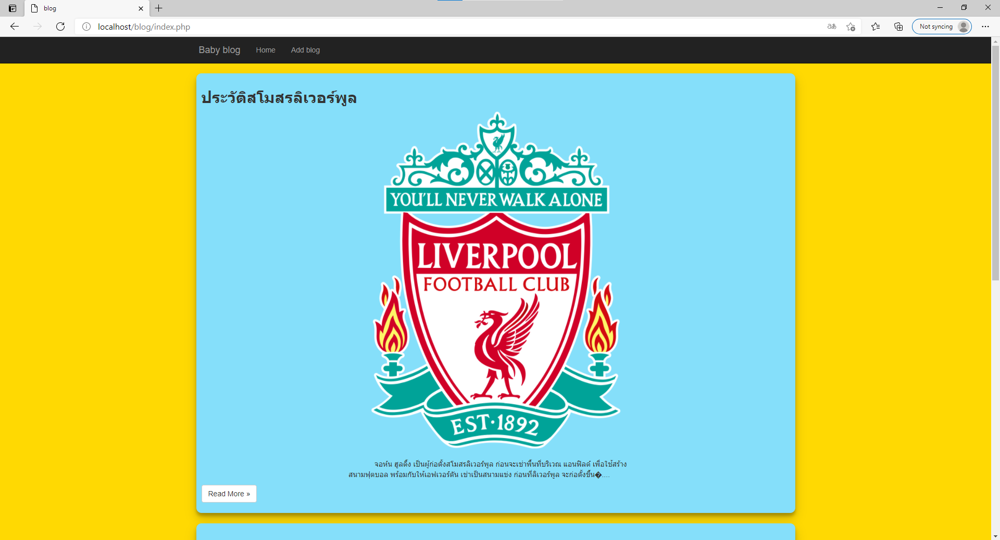 blog
localhost/blog/index.php
Not syncing
Baby blog Home Add blog
ประวัติสโมสรลิเวอร์พูล
YOU'LL NEVER WALK ALONE
LIVERPOOL
FOOTBALL CLUB
EST·1892
จอห์น ฮูลดิ้ง เป็นผู้ก่อตั้งสโมสรลิเวอร์พูล ก่อนจะเช่าพื้นที่บริเวณ แอนฟิลด์ เพื่อใช้สร้าง
สนามฟุตบอล พร้อมกับให้เอฟเวอร์ตัน เช่าเป็นสนามแข่ง ก่อนที่ลิเวอร์พูล จะก่อตั้งขึ้น�....
Read More »